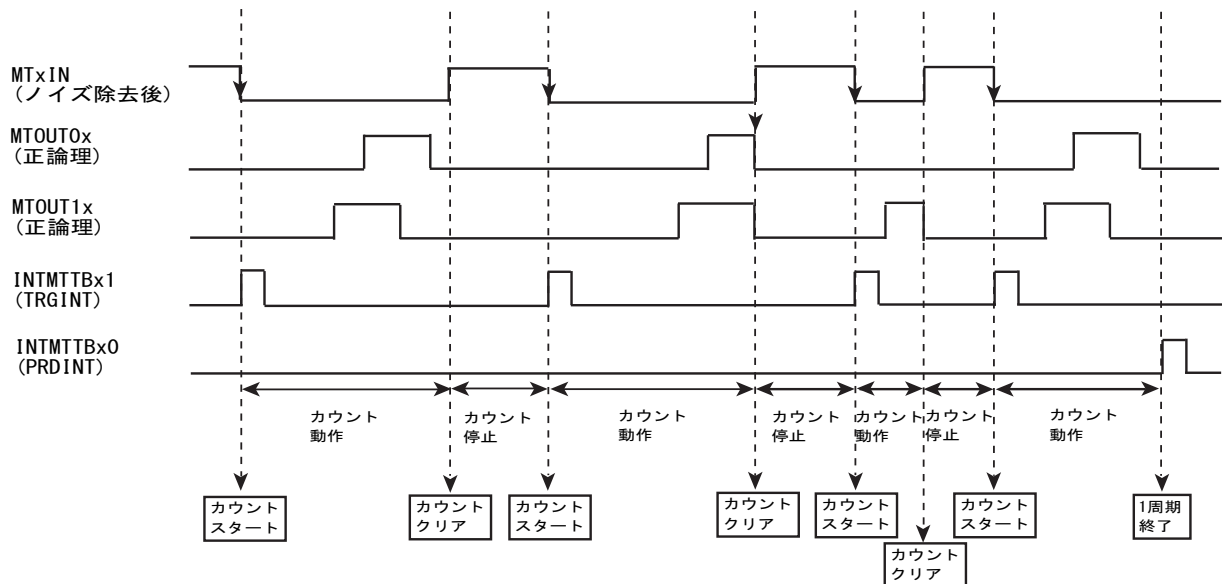 MTxIN
(ノイズ除去後)
MTOUT0x
(正論理)
MTOUT1x
(正論理)
INTMTTBx1
(TRGINT)
INTMTTBx0
(PRDINT)
カウント
動作
カウント
停止
カウント
動作
カウント
停止
カウント
動作
カウント
停止
カウント
動作
カウント
スタート
カウント
クリア
カウント
スタート
カウント
クリア
カウント
スタート
カウント
クリア
カウント
スタート
1周期
終了